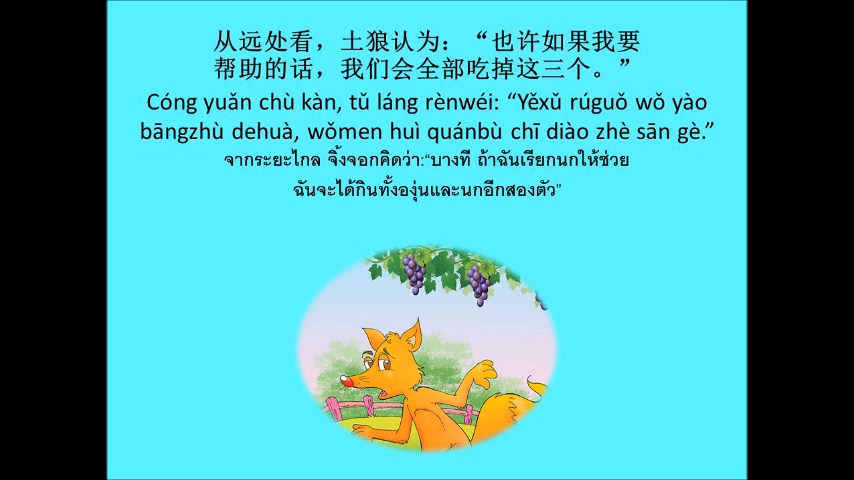 从远处看，土狼认为：“也许如果我要
帮助的话，我们会全部吃掉这三个。”
Cóng yuǎn chù kàn, tǔ láng rènwéi: “Yěxǔ rúguǒ wǒ yào
bāngzhù dehuà, wǒmen huì quánbù chī diào zhè sān gè.”
จากระยะไกล จิ้งจอกคิดว่า:“บางที ถ้าฉันเรียกนกให้ช่วย
ฉันจะได้กินทั้งองุ่นและนกอีกสองตัว”